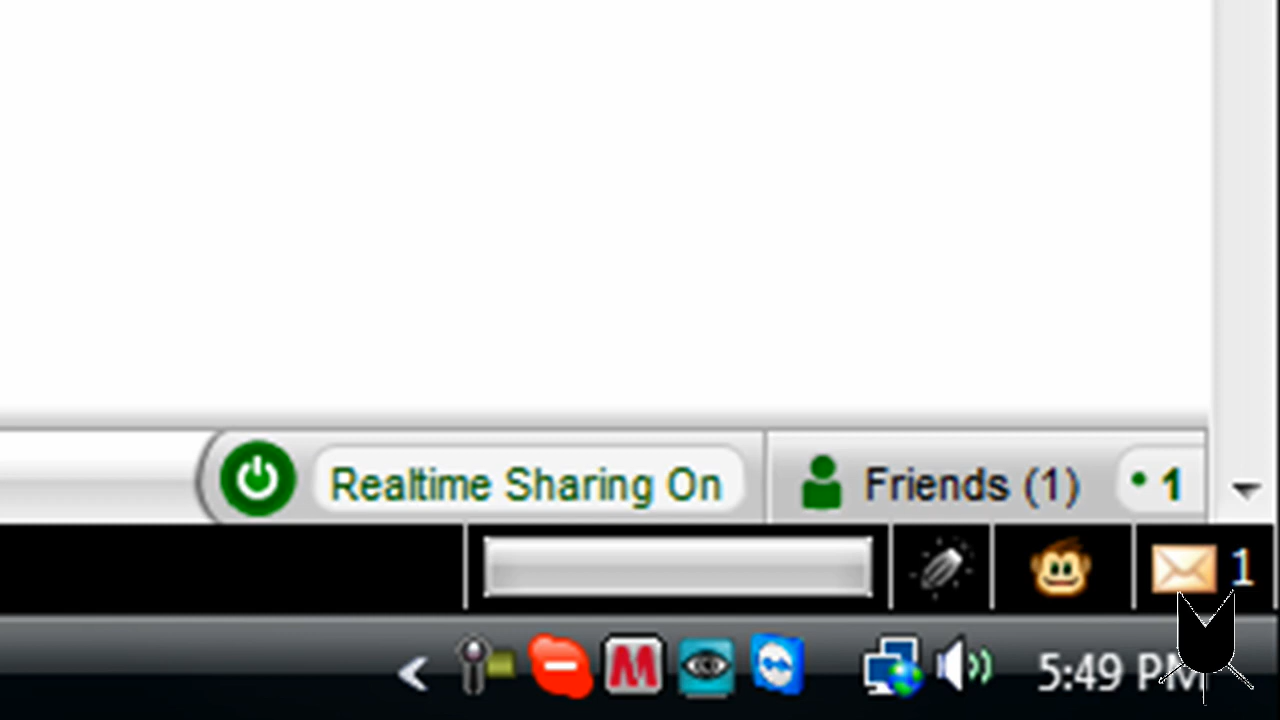 Realtime Sharing On Friends (1) • 1
1
M
5:49 PM